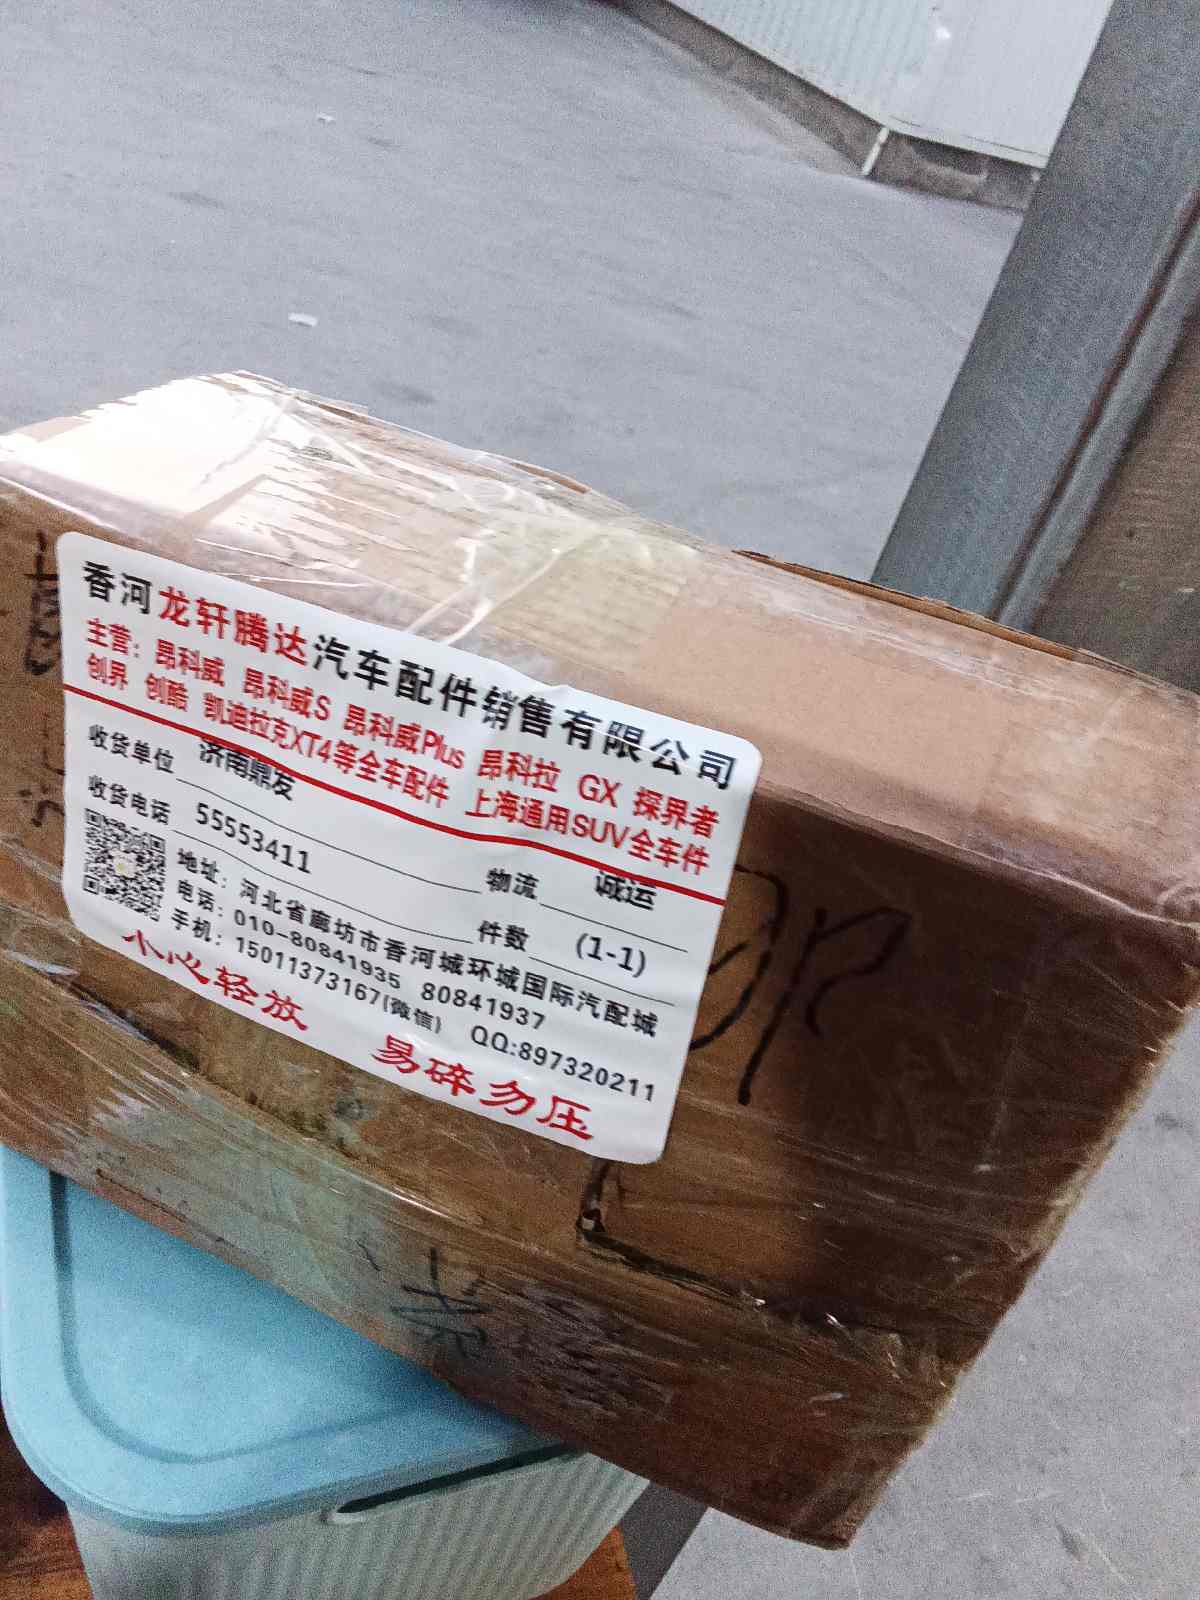 香河龙轩腾达汽车配件销售有限公司
主营：昂科威 昂科威S 昂科威Plus 昂科拉 GX 探界者
创界 创酷 凯迪拉克XT4等全车配件 上海通用SUV全车件
收货单位 济南鼎发 物流 诚运
收货电话 55553411 件数 (1-1)
地址：河北省廊坊市香河城环城国际汽配城
电话：010-80841935 80841937
手机：15011373167(微信) QQ:897320211
小心轻放 易碎勿压